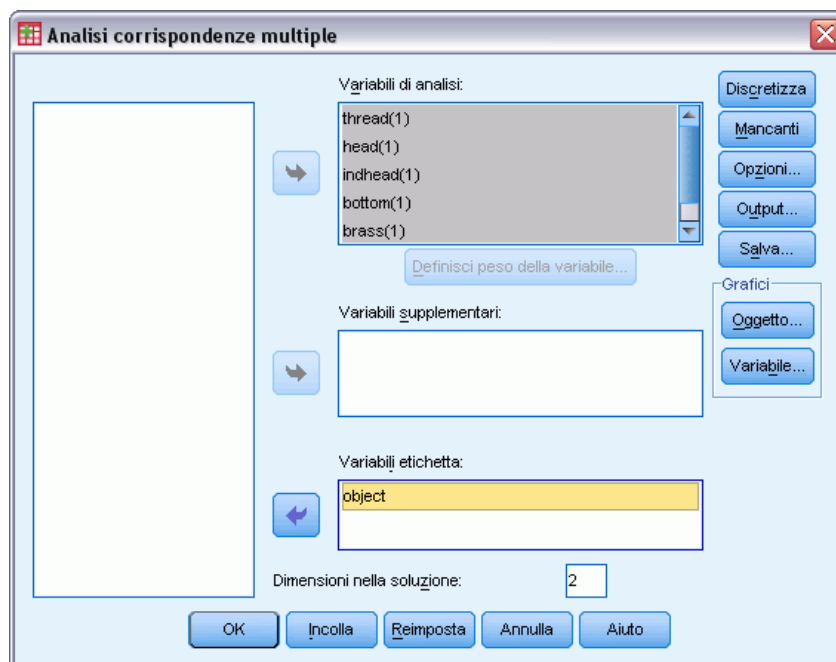 Analisi corrispondenze multiple
Variabili di analisi:
thread(1)
head(1)
indhead(1)
bottom(1)
brass(1)
Definisci peso della variabile...
Variabili supplementari:
Variabili etichetta:
object
Dimensioni nella soluzione:
2
Discretizza
Mancanti
Opzioni...
Output...
Salva...
Grafici
Oggetto...
Variabile...
OK
Incolla
Reimposta
Annulla
Aiuto